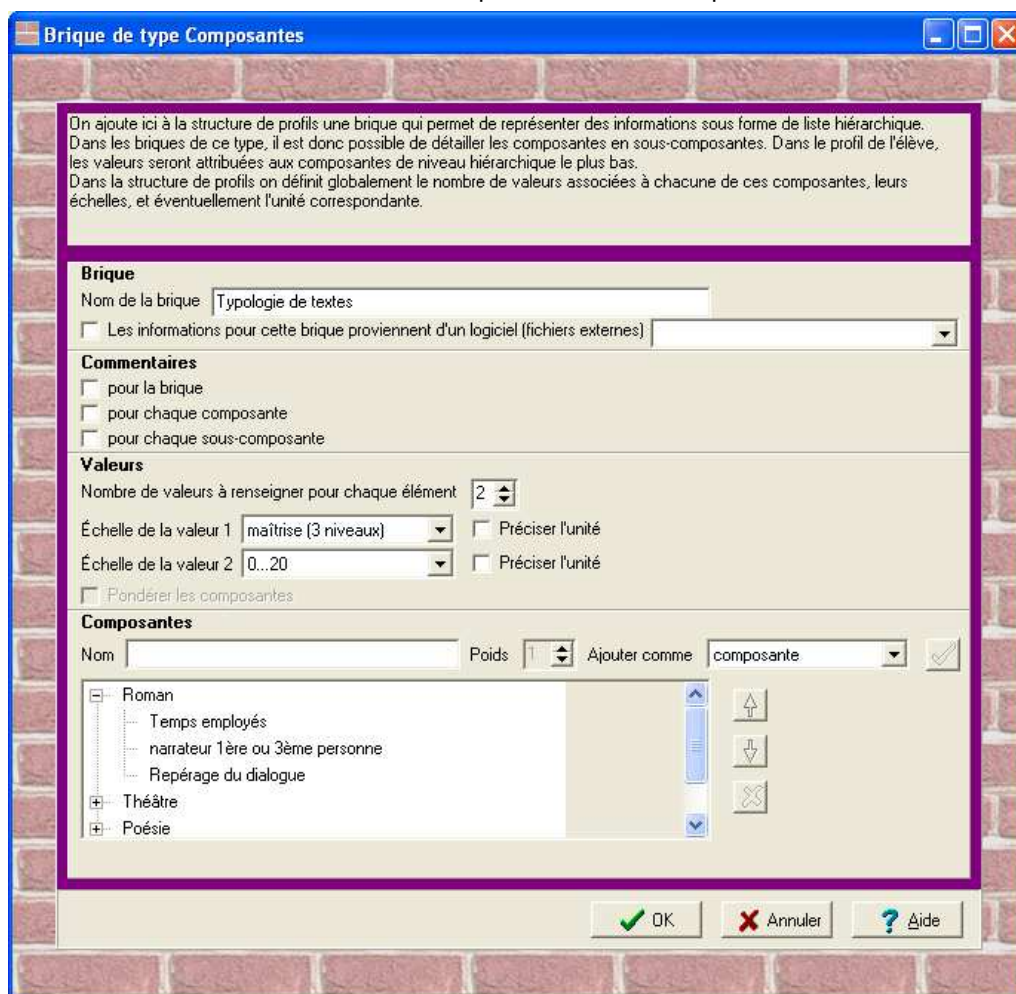 Brique de type Composantes
On ajoute ici à la structure de profils une brique qui permet de représenter des informations sous forme de liste hiérarchique.
Dans les briques de ce type, il est donc possible de détailler les composantes en sous-composantes. Dans le profil de l'élève,
les valeurs seront attribuées aux composantes de niveau hiérarchique le plus bas.
Dans la structure de profils on définit globalement le nombre de valeurs associées à chacune de ces composantes, leurs
échelles, et éventuellement l'unité correspondante.
Brique
Nom de la brique Typologie de textes
Les informations pour cette brique proviennent d'un logiciel (fichiers externes)
Commentaires
pour la brique
pour chaque composante
pour chaque sous-composante
Valeurs
Nombre de valeurs à renseigner pour chaque élément 2
Échelle de la valeur 1 maîtrise (3 niveaux) Préciser l'unité
Échelle de la valeur 2 0...20 Préciser l'unité
Pondérer les composantes
Composantes
Nom Poids 1 Ajouter comme composante
Roman
Temps employés
narrateur 1ère ou 3ème personne
Repérage du dialogue
Théâtre
Poésie
OK Annuler ? Aide